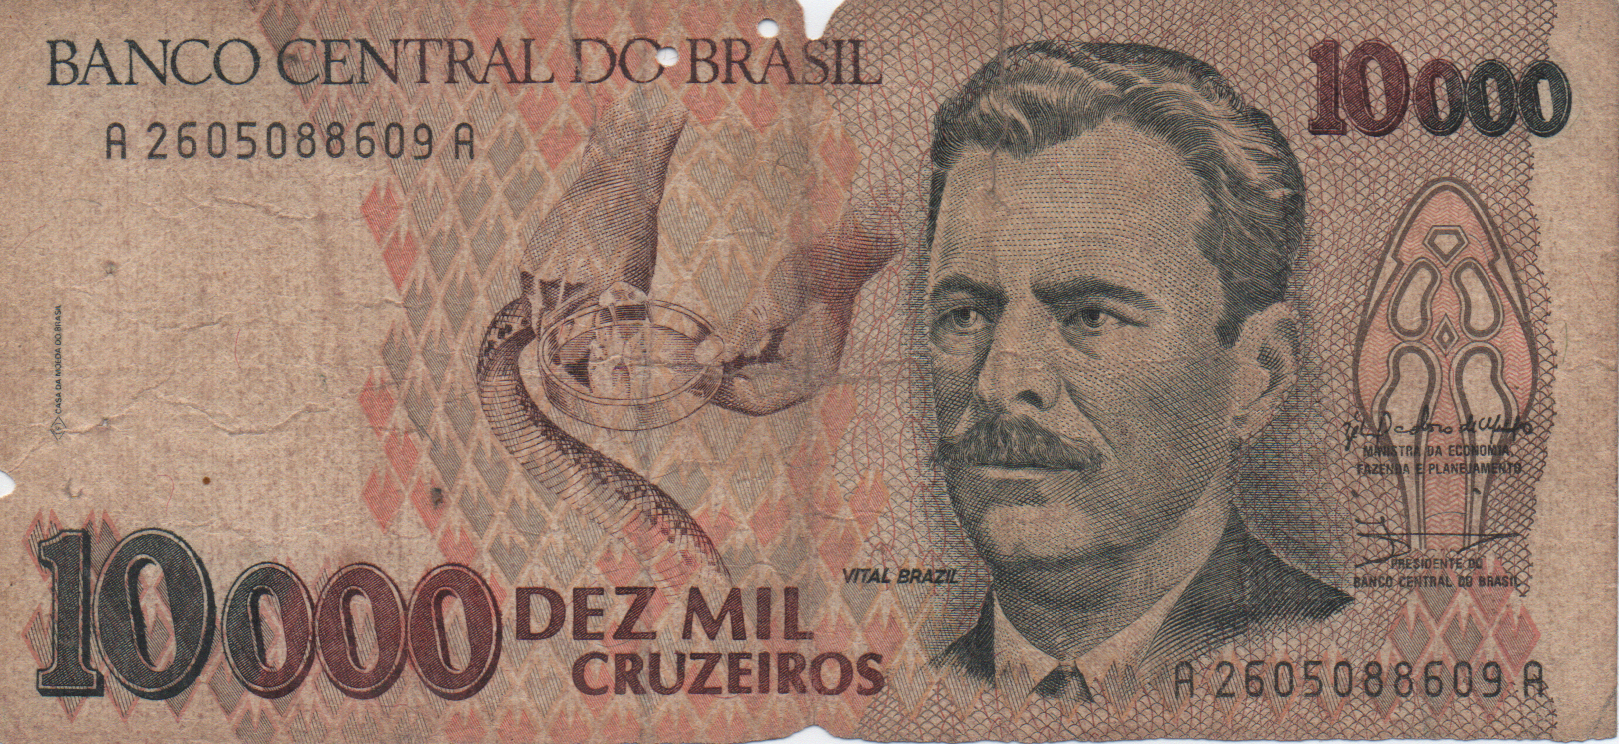 BANCO CENTRAL DO BRASIL
10000
A 2605088609 A
CASA DA MOEDA DO BRASIL
MINISTRA DA ECONOMIA,
FAZENDA E PLANEJAMENTO
PRESIDENTE DO
BANCO CENTRAL DO BRASIL
VITAL BRAZIL
10000
DEZ MIL
CRUZEIROS
A 2605088609 A